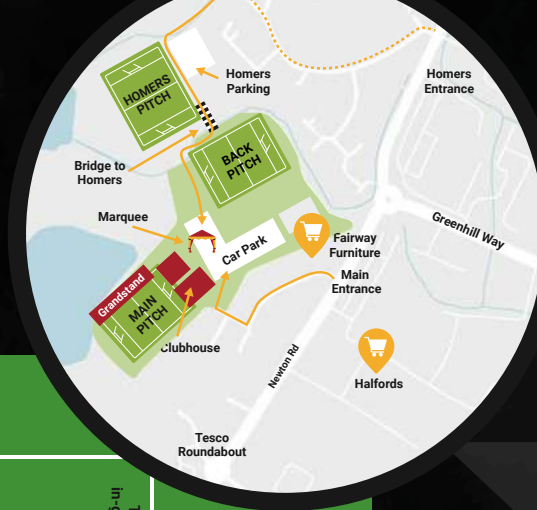 HOMERS
PITCH
Homers
Parking
Homers
Entrance
BACK
PITCH
Bridge to
Homers
Marquee
Greenhill Way
Car Park
Fairway
Furniture
Main
Entrance
Grandstand
MAIN
PITCH
Clubhouse
Newton Rd
Halfords
Tesco
Roundabout